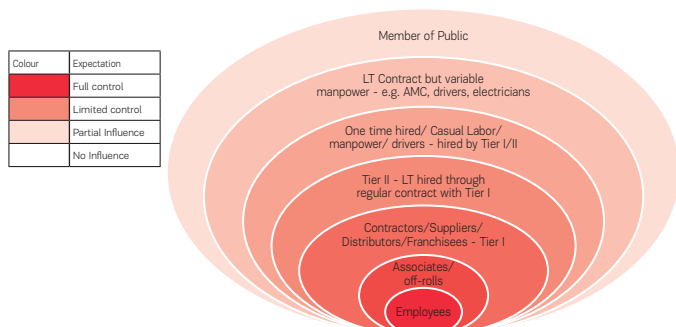 Colour Expectation
Full control
Limited control
Partial Influence
No Influence
Member of Public
LT Contract but variable
manpower - e.g. AMC, drivers, electricians
One time hired/ Casual Labor/
manpower/ drivers - hired by Tier I/II
Tier II - LT hired through
regular contract with Tier I
Contractors/Suppliers/
Distributors/Franchisees - Tier I
Associates/
off-rolls
Employees